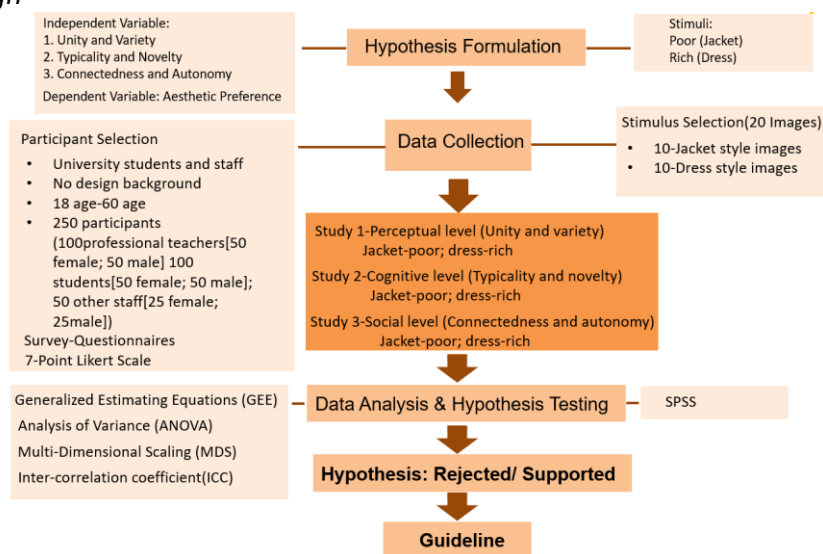 Independent Variable:
1. Unity and Variety
2. Typicality and Novelty
3. Connectedness and Autonomy
Dependent Variable: Aesthetic Preference
Hypothesis Formulation
Stimuli:
Poor (Jacket)
Rich (Dress)
Participant Selection
• University students and staff
• No design background
• 18 age-60 age
• 250 participants
(100professional teachers[50
female; 50 male] 100
students[50 female; 50 male];
50 other staff[25 female;
25male])
Survey-Questionnaires
7-Point Likert Scale
Data Collection
Stimulus Selection(20 Images)
• 10-Jacket style images
• 10-Dress style images
Study 1-Perceptual level (Unity and variety)
Jacket-poor; dress-rich
Study 2-Cognitive level (Typicality and novelty)
Jacket-poor; dress-rich
Study 3-Social level (Connectedness and autonomy)
Jacket-poor; dress-rich
Generalized Estimating Equations (GEE)
Analysis of Variance (ANOVA)
Multi-Dimensional Scaling (MDS)
Inter-correlation coefficient(ICC)
Data Analysis & Hypothesis Testing
SPSS
Hypothesis: Rejected/ Supported
Guideline